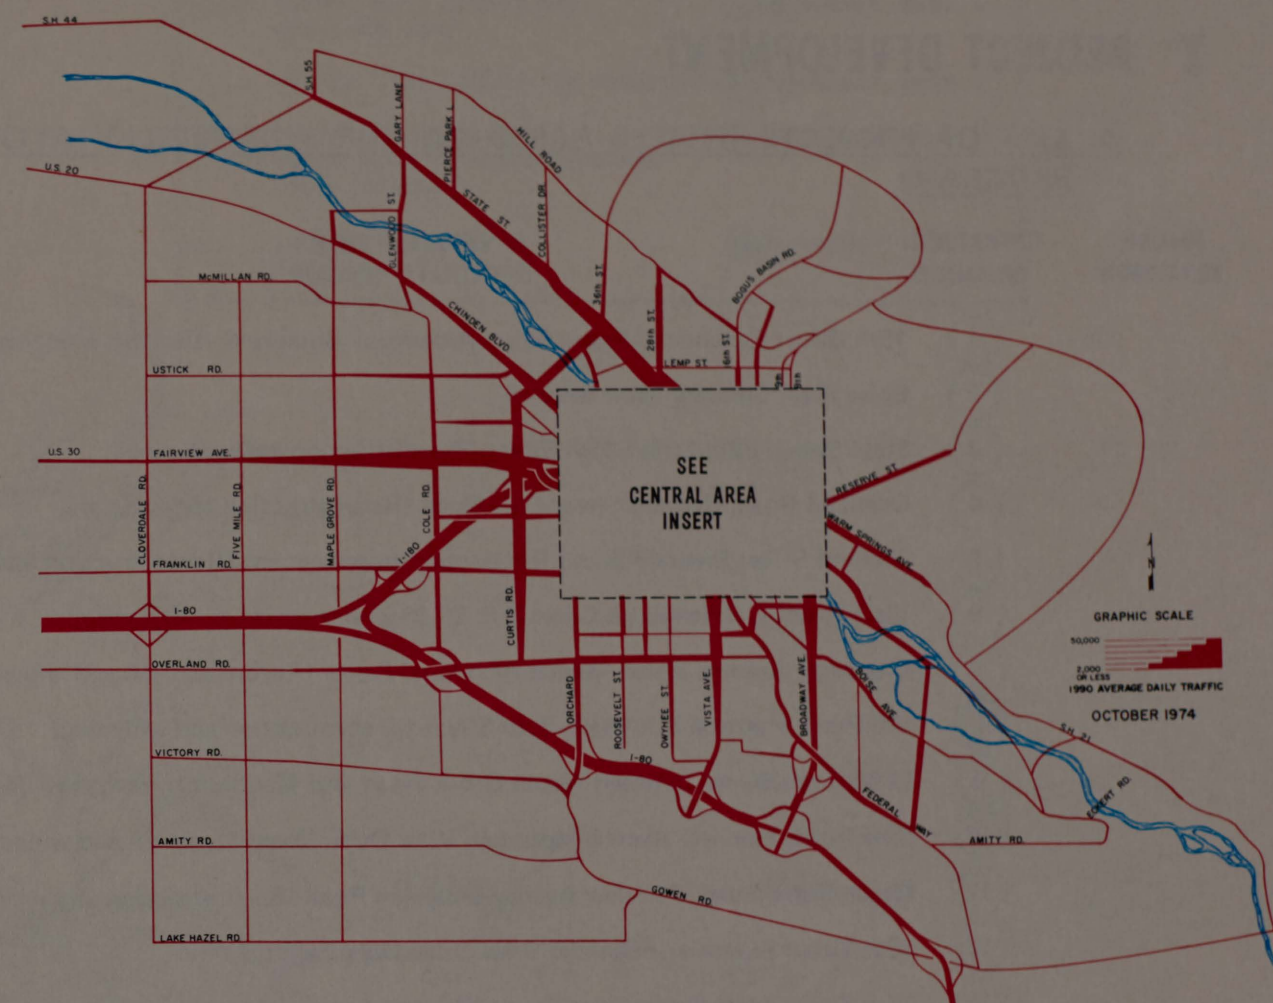 S.H. 44
S.H. 55
GARY LANE
PIERCE PARK L.
HILL ROAD
U.S. 20
GLENWOOD ST.
STATE ST.
COLLISTER DR.
36th ST.
28th ST.
BOGUS BASIN RD.
McMILLAN RD.
CHINDEN BLVD
16th ST.
LEMP ST.
USTICK RD.
U.S. 30
FAIRVIEW AVE.
SEE
CENTRAL AREA
INSERT
RESERVE ST.
WARM SPRINGS AVE.
CLOVERDALE RD.
FIVE MILE RD.
MAPLE GROVE RD.
COLE RD.
I-180
FRANKLIN RD.
I-80
CURTIS RD.
N
GRAPHIC SCALE
50,000
2,000
OR LESS
1990 AVERAGE DAILY TRAFFIC
OCTOBER 1974
OVERLAND RD.
ORCHARD
ROOSEVELT ST.
OWYHEE ST.
VISTA AVE.
BROADWAY AVE.
BOISE AVE.
S.H. 21
VICTORY RD.
I-80
FEDERAL WAY
ECKERT RD.
AMITY RD.
AMITY RD.
GOWEN RD
LAKE HAZEL RD.